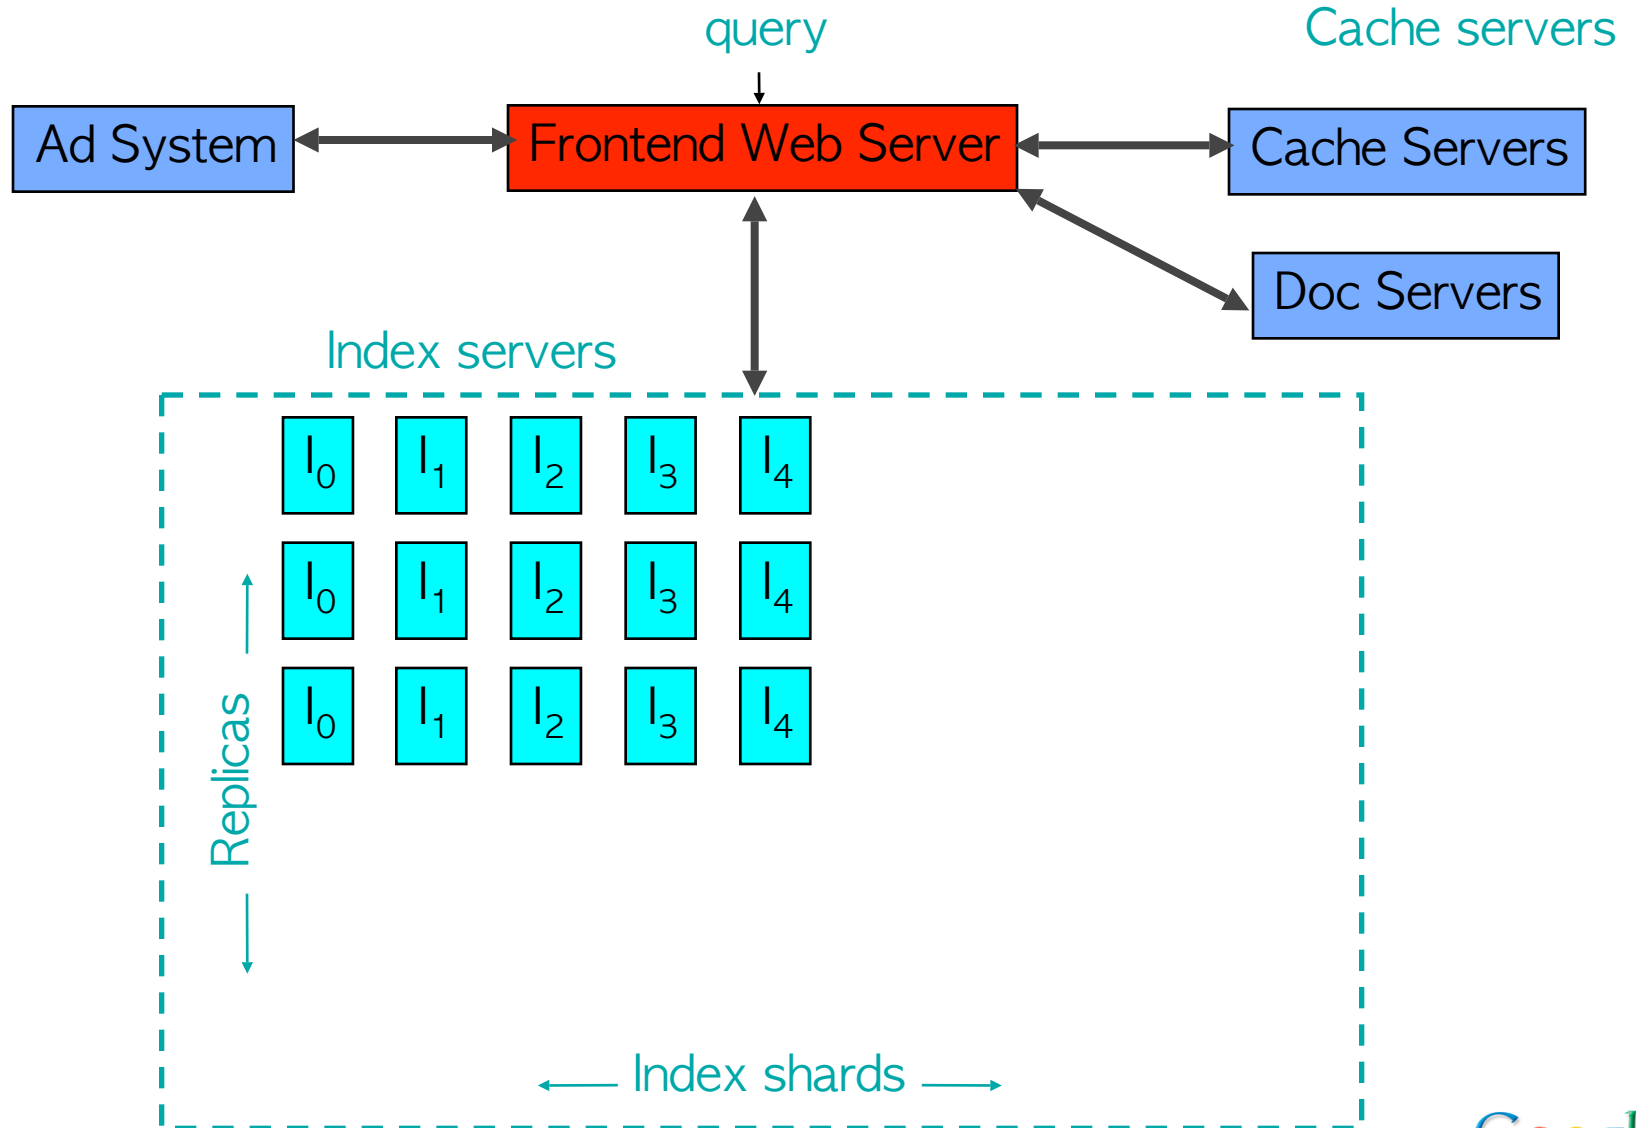 query
Cache servers
Ad System
Frontend Web Server
Cache Servers
Doc Servers
Index servers
I0 I1 I2 I3 I4
I0 I1 I2 I3 I4
I0 I1 I2 I3 I4
Replicas
Index shards